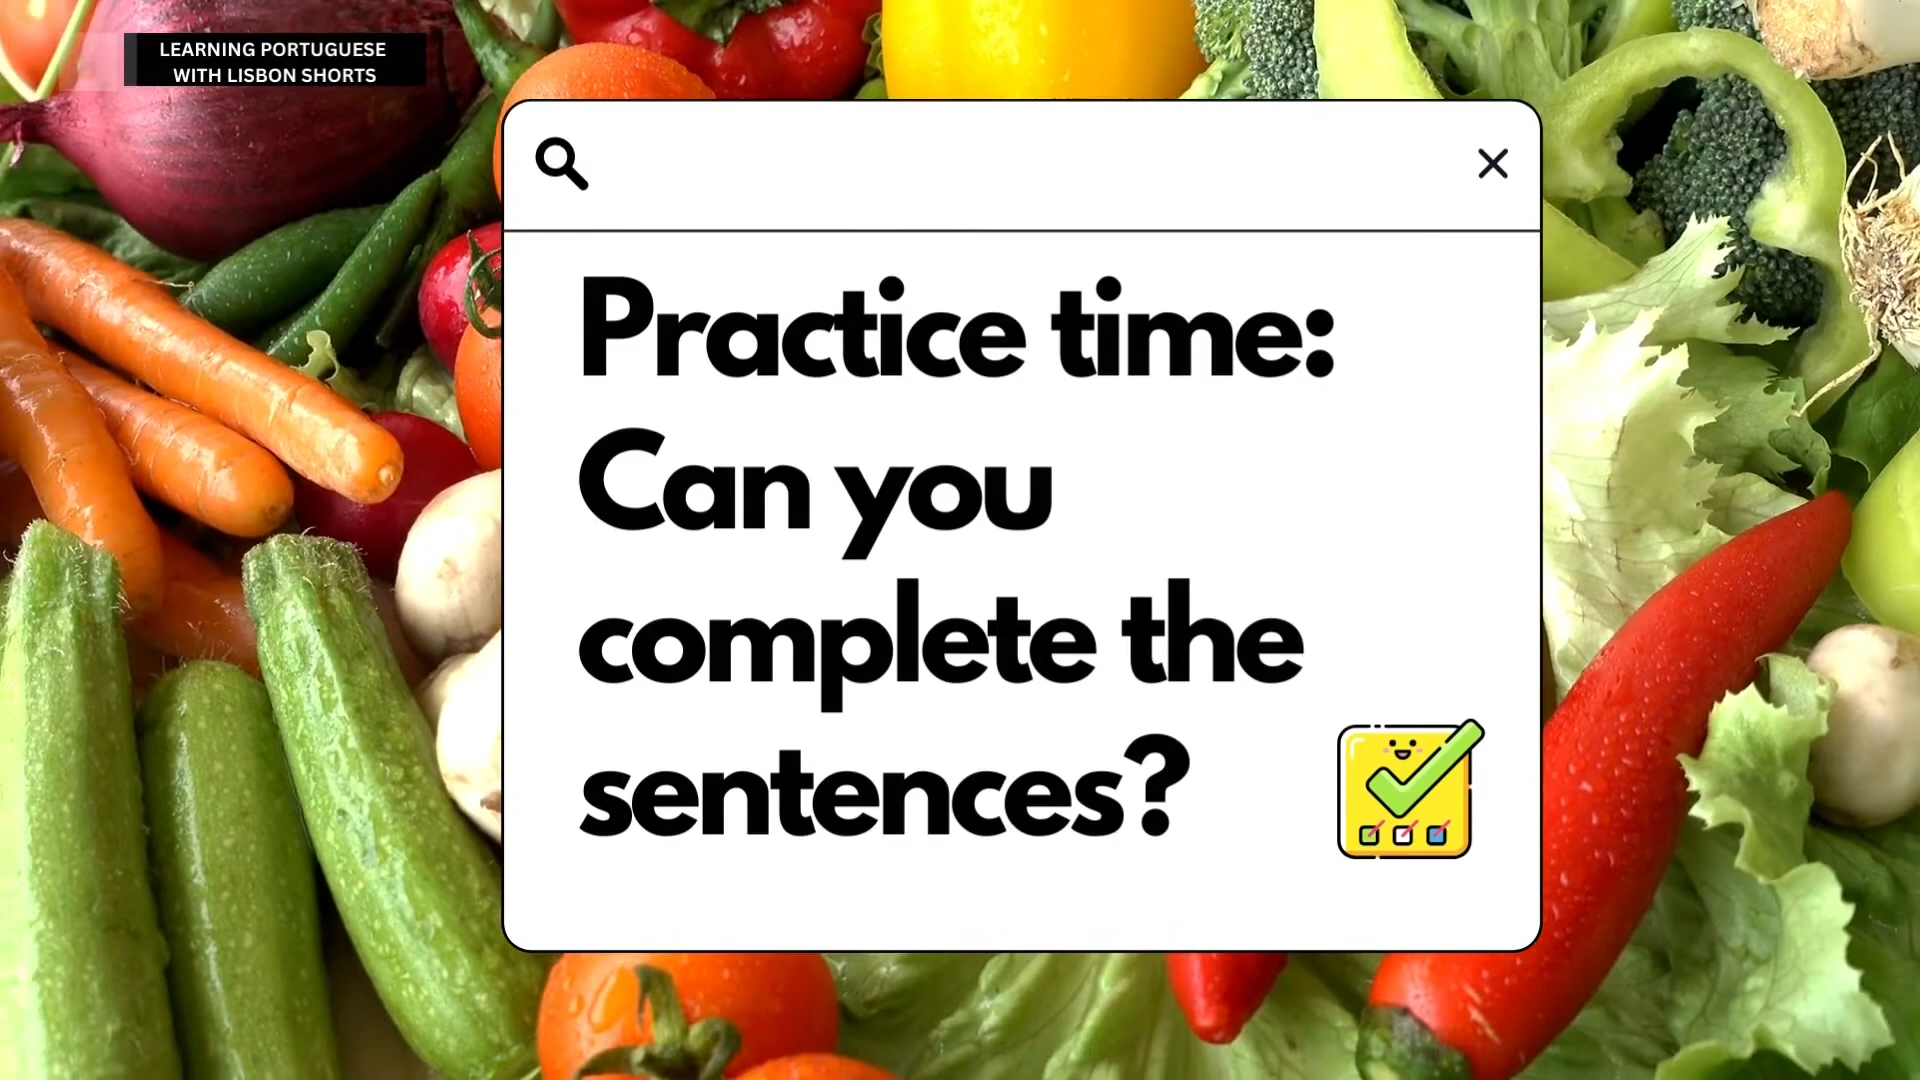 LEARNING PORTUGUESE
WITH LISBON SHORTS
Practice time:
Can you
complete the
sentences?